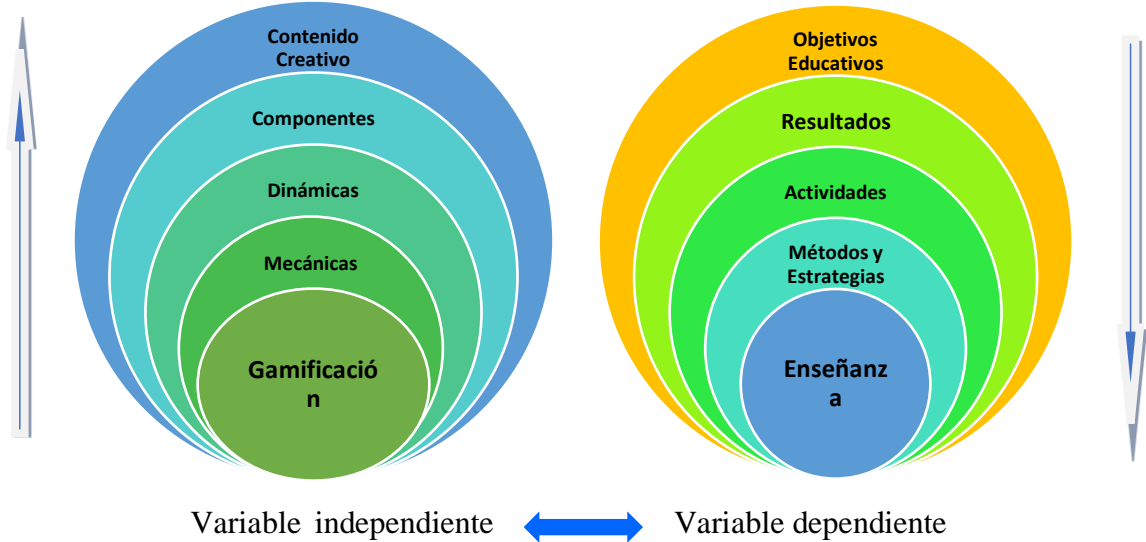 Contenido
Creativo
Componentes
Dinámicas
Mecánicas
Gamificació
n
Objetivos
Educativos
Resultados
Actividades
Métodos y
Estrategias
Enseñanz
a
Variable independiente
Variable dependiente